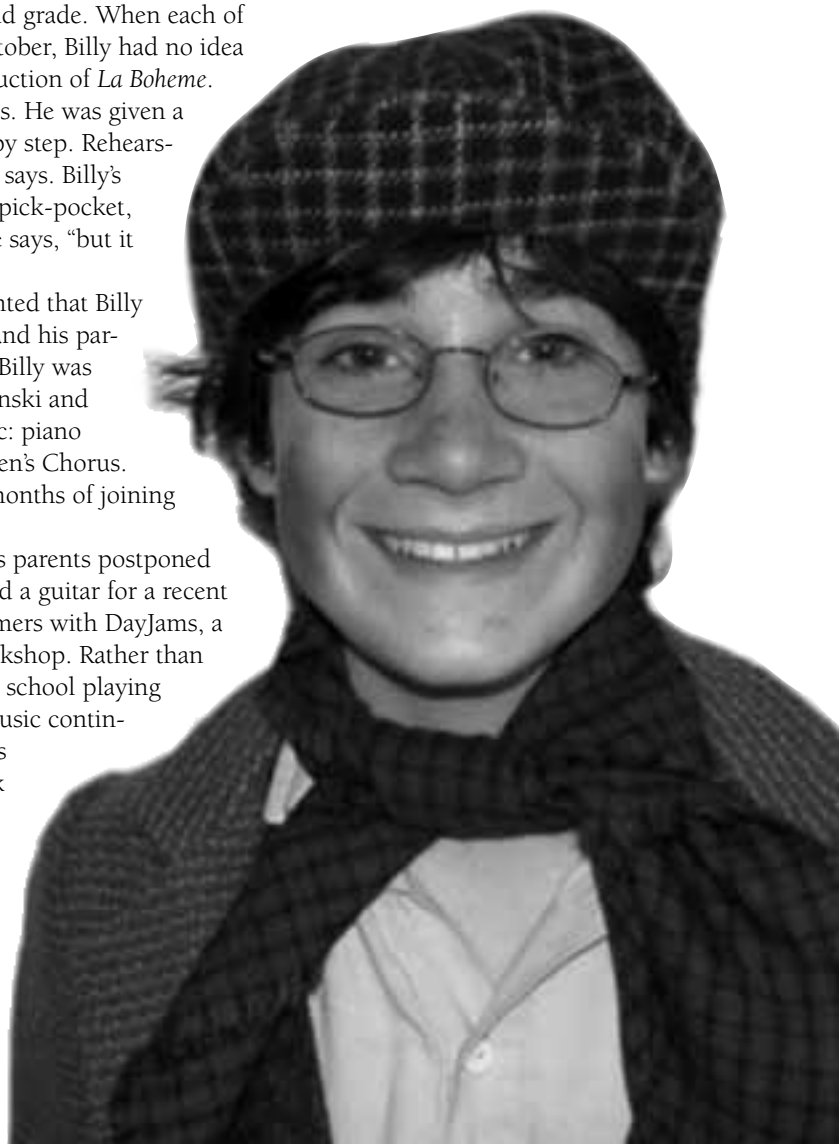 d grade. When each of
tober, Billy had no idea
uction of La Boheme.
s. He was given a
by step. Rehears-
says. Billy's
pick-pocket,
e says, "but it
nted that Billy
and his par-
Billy was
nski and
c: piano
en's Chorus.
months of joining
s parents postponed
d a guitar for a recent
mers with DayJams, a
kshop. Rather than
school playing
usic contin-
s
k